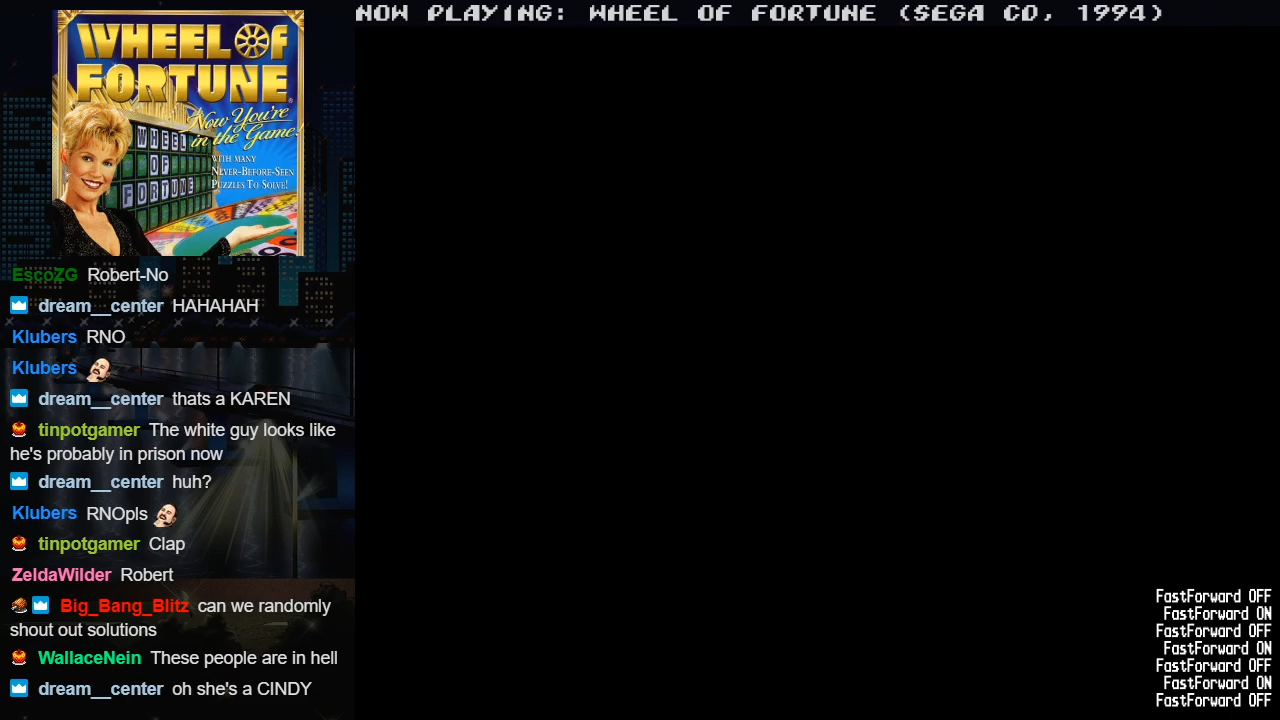 NOW PLAYING: WHEEL OF FORTUNE (SEGA CD, 1994)
WHEEL OF
FORTUNE
Now You're
in the Game!
WITH MANY
NEVER-BEFORE-SEEN
PUZZLES TO SOLVE!
WHEEL
OF
FORTUNE
EscoZG Robert-No
dream__center HAHAHAH
Klubers RNO
Klubers
dream__center thats a KAREN
tinpotgamer The white guy looks like
he's probably in prison now
dream__center huh?
Klubers RNOpls
tinpotgamer Clap
ZeldaWilder Robert
Big_Bang_Blitz can we randomly
shout out solutions
WallaceNein These people are in hell
dream__center oh she's a CINDY
FastForward OFF
FastForward ON
FastForward OFF
FastForward ON
FastForward OFF
FastForward ON
FastForward OFF